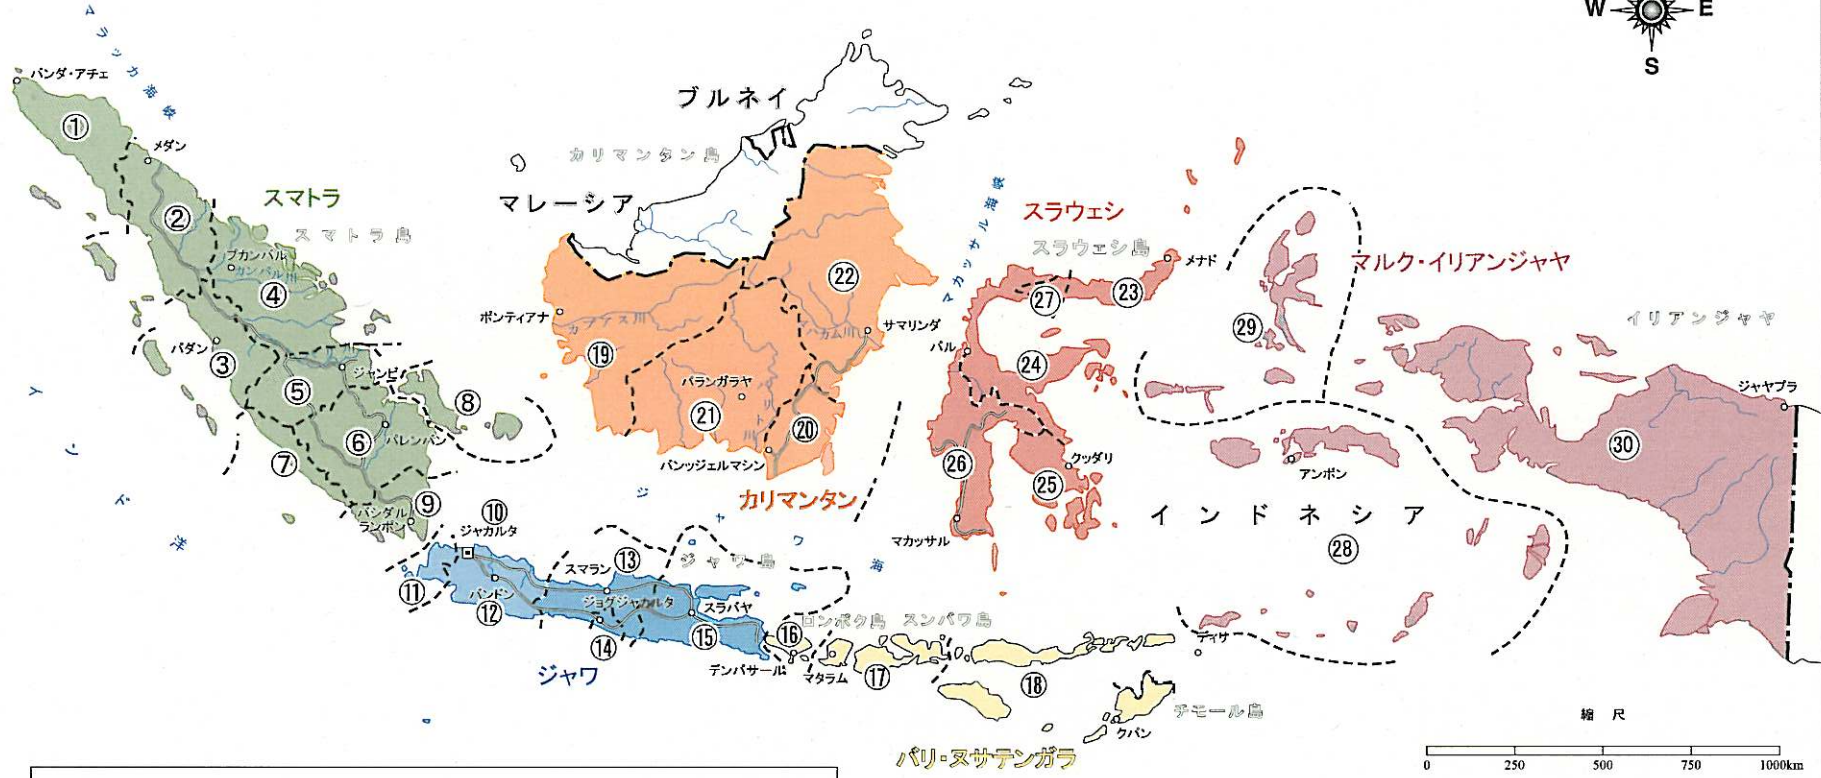 W E
S
マラッカ海峡
バンダ・アチェ
①
メダン
②
スマトラ
スマトラ島
プカンバル
カンパル川
④
パダン
③
ジャンビ
⑤
⑧
⑥
パレンバン
⑦
⑨
バンダル
ランポン
インド洋
ブルネイ
カリマンタン島
マレーシア
㉒
ポンティアナ
カプアス川
マハカム川
サマリンダ
⑲
パランガラヤ
バリト川
㉑
⑳
バンッジェルマシン
カリマンタン
マカッサル海峡
スラウェシ
スラウェシ島
メナド
㉗
㉓
パル
㉔
㉖
クッダリ
㉕
マカッサル
マルク・イリアンジャヤ
㉙
イリアンジャヤ
ジャヤプラ
㉚
アンボン
インドネシア
㉘
⑩
ジャカルタ
ジャワ海
⑬
スマラン
ジャワ島
⑪
バンドン
ジョグジャカルタ
スラバヤ
⑫
⑭
⑮
ジャワ
⑯
ロンボク島
スンバワ島
デンパサール
マタラム
⑰
⑱
ディリ
チモール島
クパン
バリ・ヌサテンガラ
縮尺
0 250 500 750 1000km